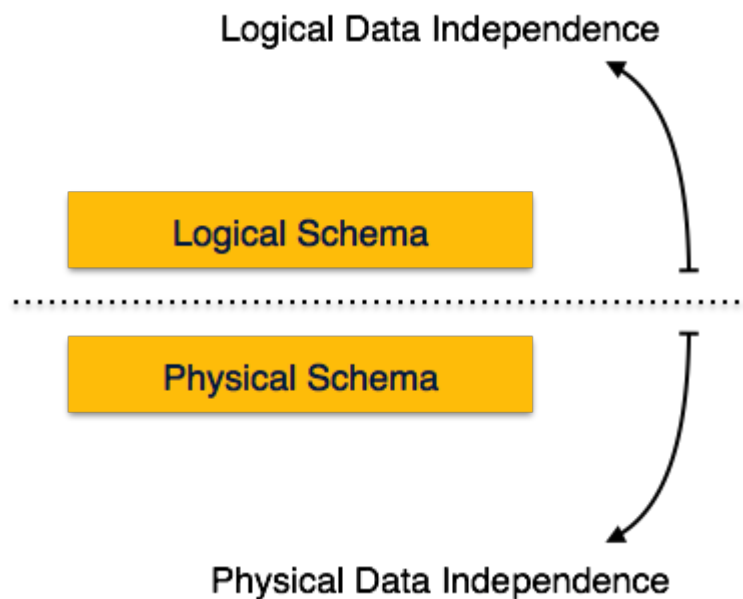 Logical Data Independence
Logical Schema
Physical Schema
Physical Data Independence